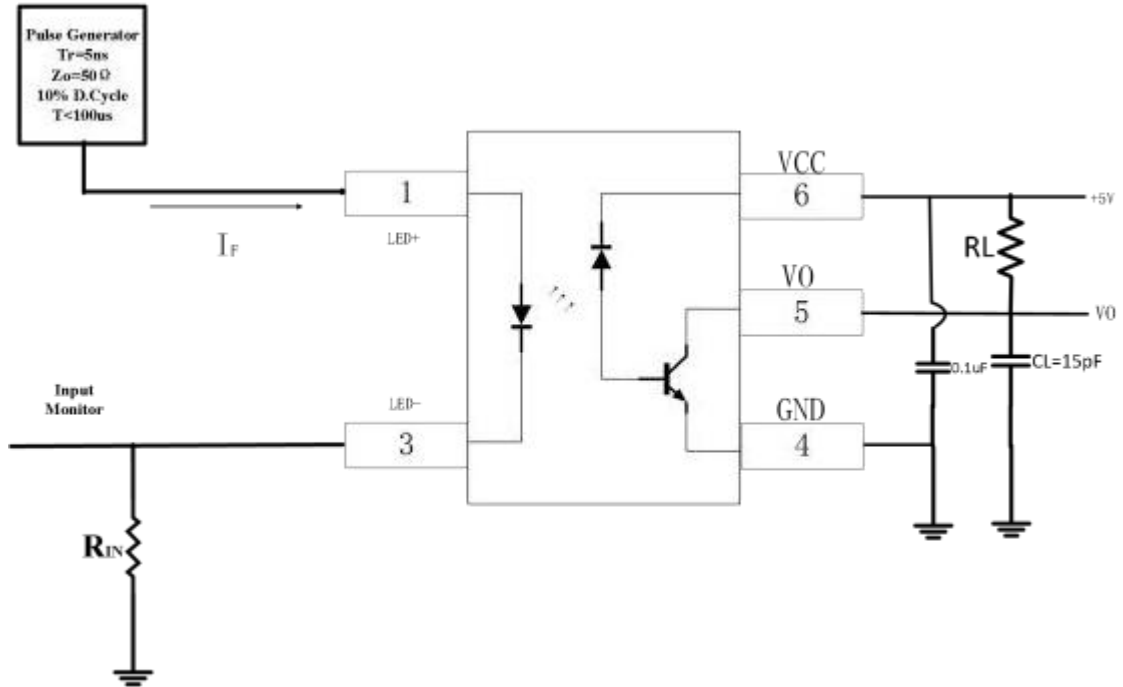 Pulse Generator
Tr=5ns
Zo=50Ω
10% D.Cycle
T<100us
IF
1
LED+
VCC
6
+5V
RL
VO
5
VO
0.1uF
CL=15pF
Input
Monitor
LED-
3
GND
4
RIN